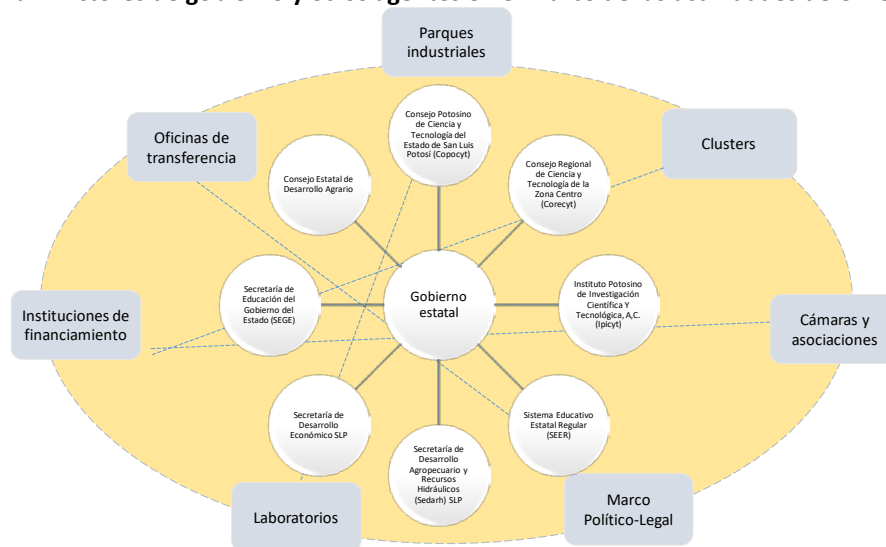 Parques
industriales
Oficinas de
transferencia
Clusters
Consejo Potosino
de Ciencia y
Tecnología del
Estado de San Luis
Potosí (Copocyt)
Consejo Estatal de
Desarrollo Agrario
Consejo Regional
de Ciencia y
Tecnología de la
Zona Centro
(Corecyt)
Instituciones de
financiamiento
Secretaría de
Educación del
Gobierno del
Estado (SEGE)
Gobierno
estatal
Instituto Potosino
de Investigación
Científica Y
Tecnológica, A,C.
(Ipicyt)
Cámaras y
asociaciones
Secretaría de
Desarrollo
Económico SLP
Secretaría de
Desarrollo
Agropecuario y
Recursos
Hidráulicos
(Sedarh) SLP
Sistema Educativo
Estatal Regular
(SEER)
Laboratorios
Marco
Político-Legal